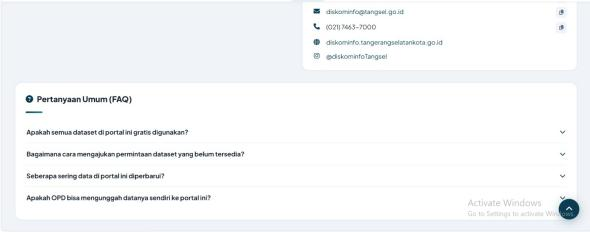 diskominfo@tangsel.go.id
(021) 7463-7000
diskominfo.tangerangselatankota.go.id
@diskominfoTangsel
Pertanyaan Umum (FAQ)
Apakah semua dataset di portal ini gratis digunakan?
Bagaimana cara mengajukan permintaan dataset yang belum tersedia?
Seberapa sering data di portal ini diperbarui?
Apakah OPD bisa mengunggah datanya sendiri ke portal ini?
Activate Windows
Go to Settings to activate Windows